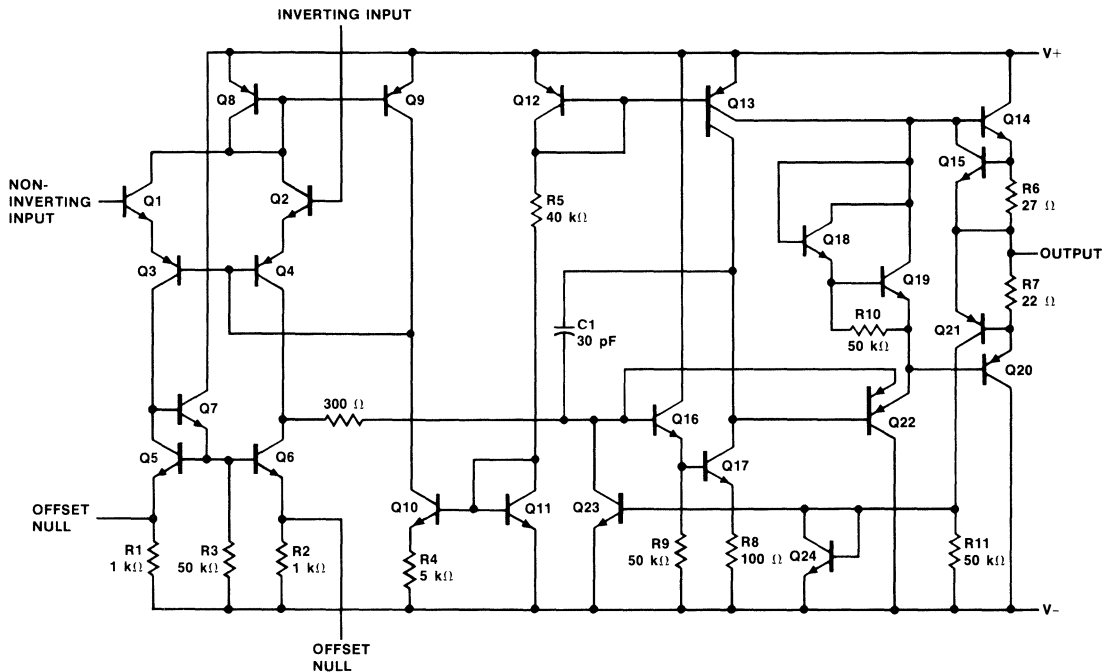 INVERTING INPUT
V+
Q8
Q9
Q12
Q13
Q14
Q15
NON-
INVERTING
INPUT
Q1
Q2
R5
40 kΩ
R6
27 Ω
Q18
Q3
Q4
OUTPUT
Q19
R7
22 Ω
C1
30 pF
R10
50 kΩ
Q21
Q20
Q7
300 Ω
Q16
Q22
Q5
Q6
Q17
OFFSET
NULL
Q10
Q11
Q23
R1
1 kΩ
R3
50 kΩ
R2
1 kΩ
R4
5 kΩ
R9
50 kΩ
R8
100 Ω
Q24
R11
50 kΩ
V−
OFFSET
NULL